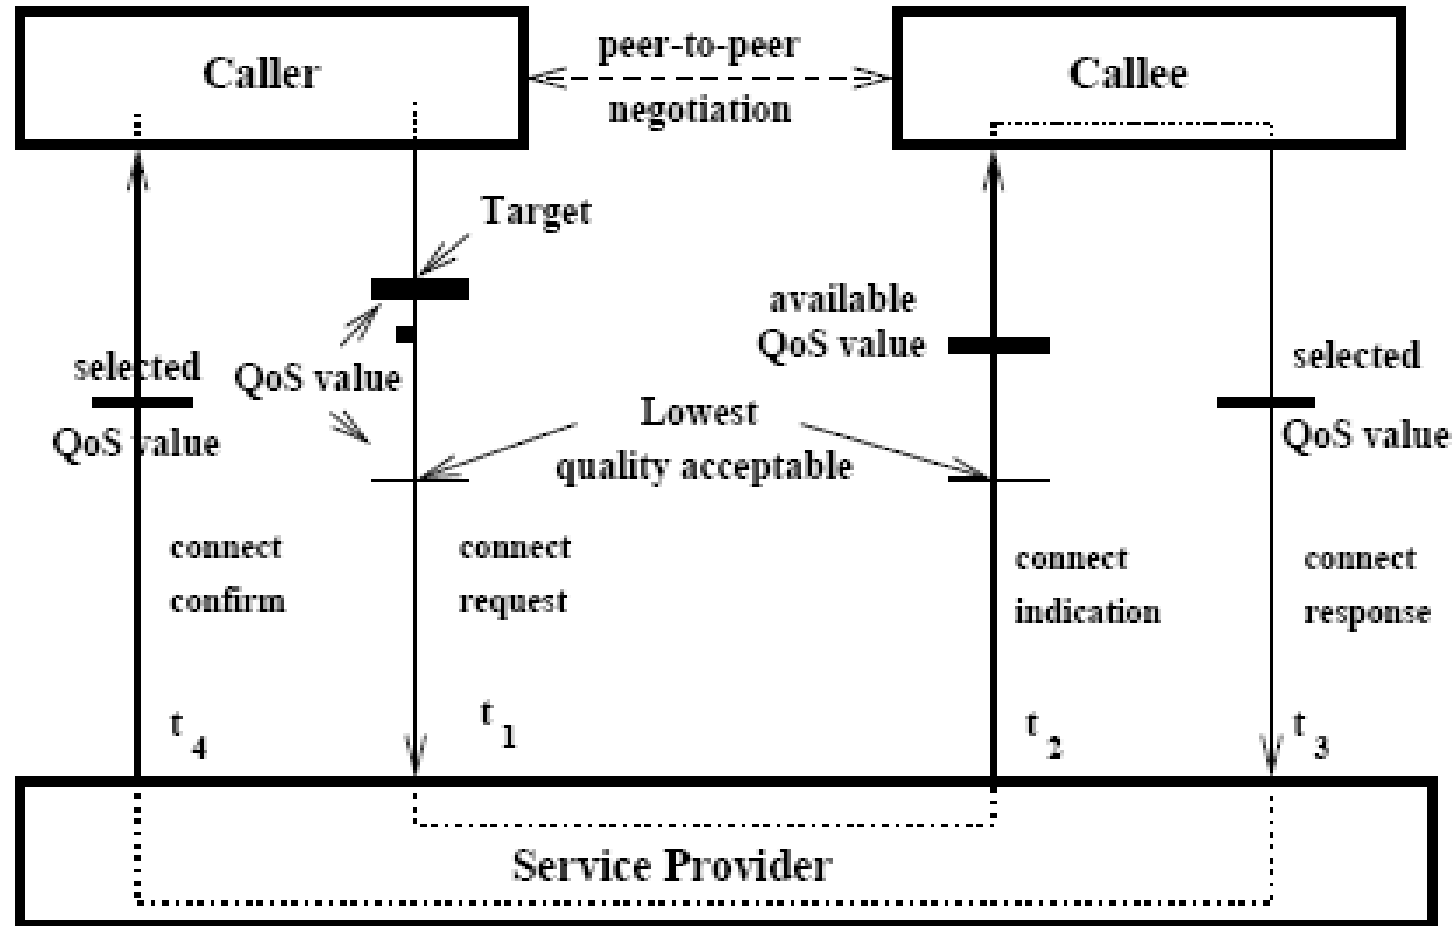 Caller
peer-to-peer
negotiation
Callee
Target
available
QoS value
selected
QoS value
selected
QoS value
QoS value
Lowest
quality acceptable
connect
confirm
connect
request
connect
indication
connect
response
t 4
t 1
t 2
t 3
Service Provider